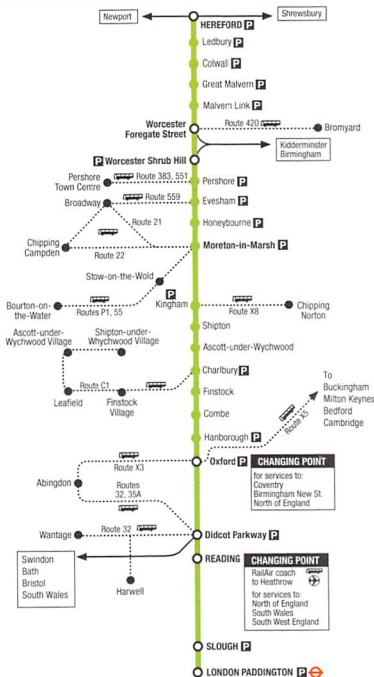 Newport
Shrewsbury
HEREFORD P
Ledbury P
Colwall P
Great Malvern P
Malvern Link P
Worcester
Foregate Street
Route 420
Bromyard
Kidderminster
Birmingham
P Worcester Shrub Hill
Pershore
Town Centre
Route 383, 551
Pershore P
Broadway
Route 559
Evesham P
Route 21
Honeybourne P
Chipping
Campden
Route 22
Moreton-in-Marsh P
Stow-on-the-Wold
Bourton-on-
the-Water
Routes P1, 55
P
Kingham
Route X8
Chipping
Norton
Shipton
Ascott-under-
Wychwood Village
Shipton-under-
Whychwood Village
Ascott-under-Wychwood
Charlbury P
Route C1
Leafield
Finstock
Village
Finstock
Combe
Hanborough P
To
Buckingham
Milton Keynes
Bedford
Cambridge
Route X5
Oxford P
CHANGING POINT
for services to:
Coventry
Birmingham New St.
North of England
Route X3
Abingdon
Routes
32, 35A
Wantage
Route 32
Didcot Parkway P
Harwell
Swindon
Bath
Bristol
South Wales
READING
CHANGING POINT
RailAir coach
to Heathrow
for services to:
North of England
South Wales
South West England
SLOUGH P
LONDON PADDINGTON P